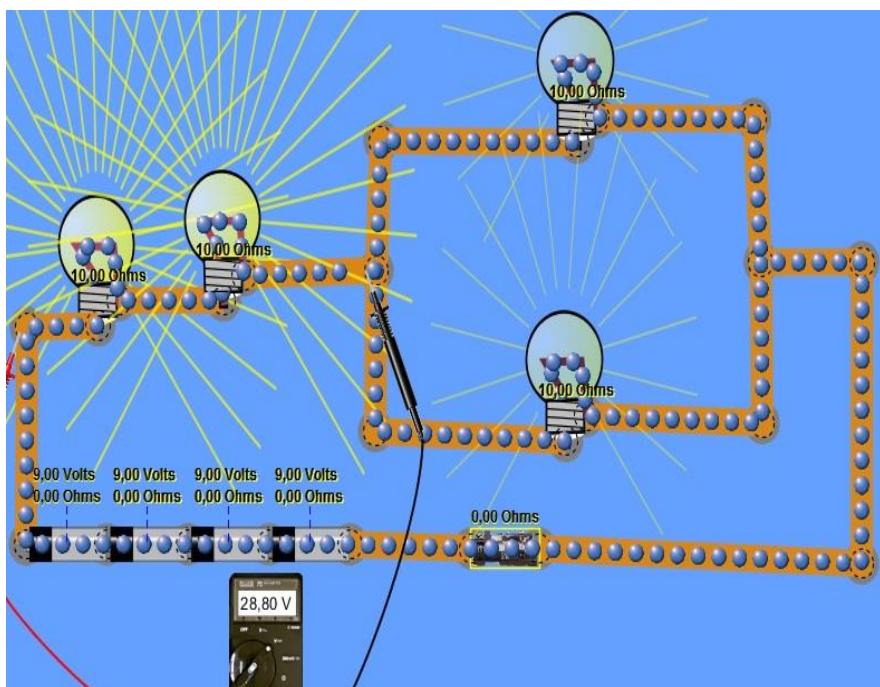 10,00 Ohms
10,00 Ohms
10,00 Ohms
10,00 Ohms
9,00 Volts 9,00 Volts 9,00 Volts 9,00 Volts
0,00 Ohms 0,00 Ohms 0,00 Ohms 0,00 Ohms
0,00 Ohms
28,80 V
OFF